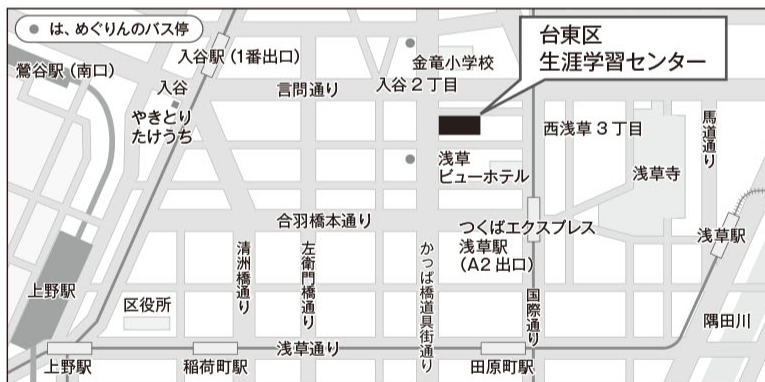 ● は、めぐりんのバス停
台東区
生涯学習センター
鶯谷駅(南口)
入谷駅(1番出口)
金竜小学校
入谷
言問通り
入谷2丁目
やきとり
たけうち
西浅草3丁目
馬道通り
浅草
ビューホテル
浅草寺
合羽橋本通り
つくばエクスプレス
浅草駅
(A2出口)
浅草駅
清洲橋通り
左衛門橋通り
かっぱ橋道具街通り
国際通り
上野駅
区役所
隅田川
浅草通り
上野駅
稲荷町駅
田原町駅